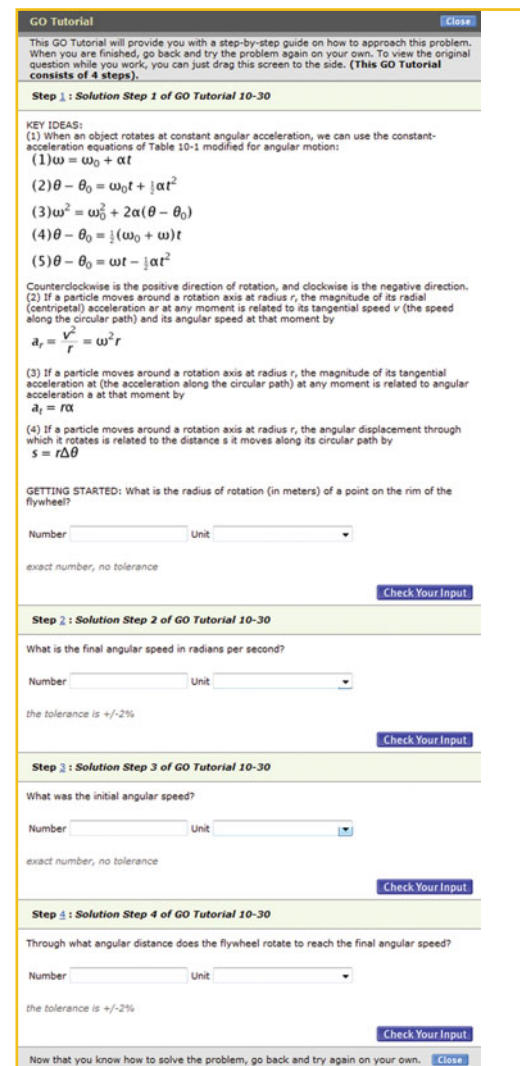 GO Tutorial Close
This GO Tutorial will provide you with a step-by-step guide on how to approach this problem.
When you are finished, go back and try the problem again on your own. To view the original
question while you work, you can just drag this screen to the side. (This GO Tutorial
consists of 4 steps).
Step 1 : Solution Step 1 of GO Tutorial 10-30
KEY IDEAS:
(1) When an object rotates at constant angular acceleration, we can use the constant-
acceleration equations of Table 10-1 modified for angular motion:
(1)ω = ω₀ + αt
(2)θ − θ₀ = ω₀t + ½αt²
(3)ω² = ω₀² + 2α(θ − θ₀)
(4)θ − θ₀ = ½(ω₀ + ω)t
(5)θ − θ₀ = ωt − ½αt²
Counterclockwise is the positive direction of rotation, and clockwise is the negative direction.
(2) If a particle moves around a rotation axis at radius r, the magnitude of its radial
(centripetal) acceleration ar at any moment is related to its tangential speed v (the speed
along the circular path) and its angular speed at that moment by
aᵣ = v²/r = ω²r
(3) If a particle moves around a rotation axis at radius r, the magnitude of its tangential
acceleration at (the acceleration along the circular path) at any moment is related to angular
acceleration a at that moment by
aₜ = rα
(4) If a particle moves around a rotation axis at radius r, the angular displacement through
which it rotates is related to the distance s it moves along its circular path by
s = rΔθ
GETTING STARTED: What is the radius of rotation (in meters) of a point on the rim of the
flywheel?
Number Unit
exact number, no tolerance
Check Your Input
Step 2 : Solution Step 2 of GO Tutorial 10-30
What is the final angular speed in radians per second?
Number Unit
the tolerance is +/-2%
Check Your Input
Step 3 : Solution Step 3 of GO Tutorial 10-30
What was the initial angular speed?
Number Unit
exact number, no tolerance
Check Your Input
Step 4 : Solution Step 4 of GO Tutorial 10-30
Through what angular distance does the flywheel rotate to reach the final angular speed?
Number Unit
the tolerance is +/-2%
Check Your Input
Now that you know how to solve the problem, go back and try again on your own. Close